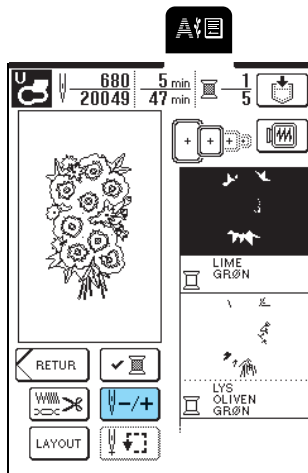 A
U
680 5 min 1
20049 47 min 5
LIME
GRØN
RETUR
LYS
OLIVEN
GRØN
-/+
LAYOUT